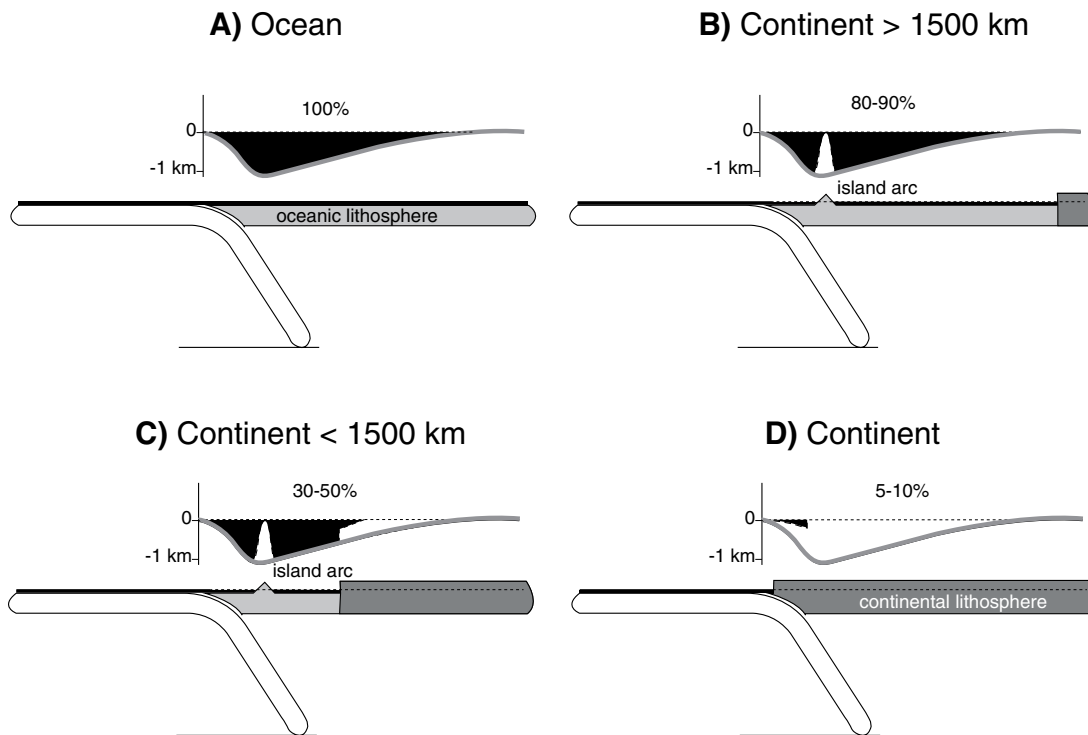 A) Ocean
100%
0
-1 km
oceanic lithosphere
B) Continent > 1500 km
80-90%
0
-1 km
island arc
C) Continent < 1500 km
30-50%
0
-1 km
island arc
D) Continent
5-10%
0
-1 km
continental lithosphere